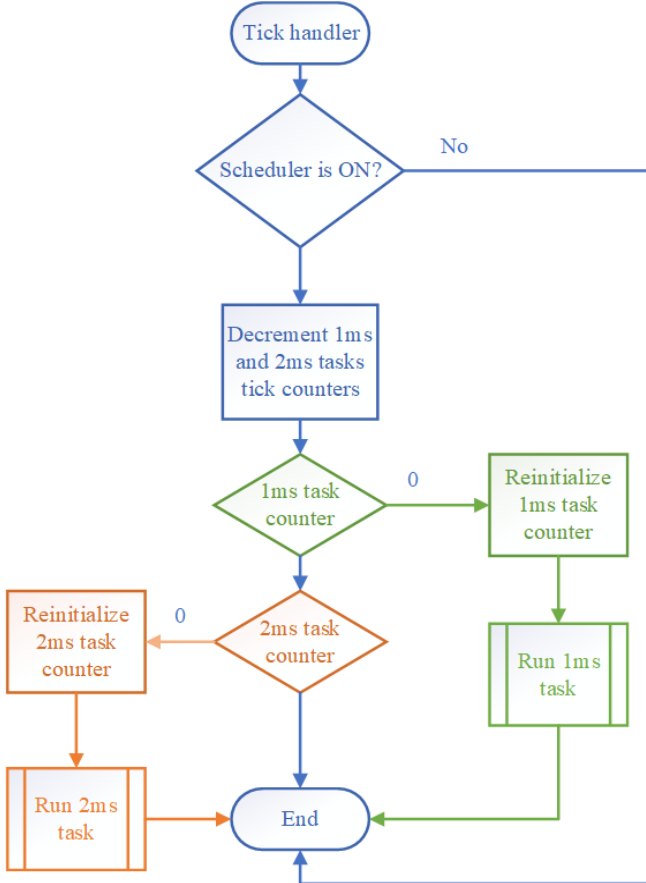 Tick handler
Scheduler is ON?
No
Decrement 1ms
and 2ms tasks
tick counters
1ms task
counter
0
Reinitialize
1ms task
counter
Reinitialize
2ms task
counter
0
2ms task
counter
Run 1ms
task
Run 2ms
task
End